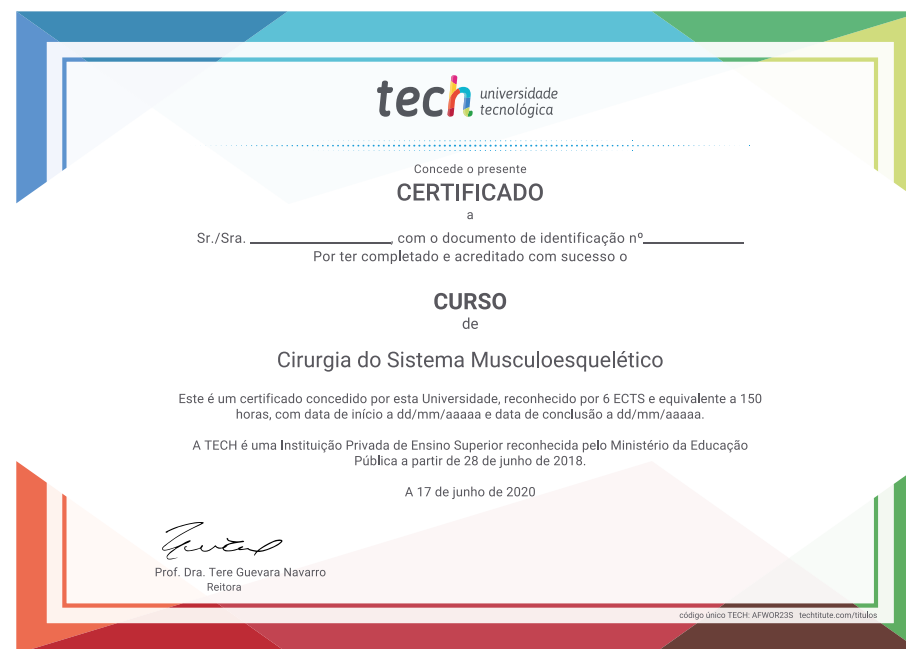 tech universidade
tecnológica
Concede o presente
CERTIFICADO
a
Sr./Sra. __________________, com o documento de identificação nº_____________
Por ter completado e acreditado com sucesso o
CURSO
de
Cirurgia do Sistema Musculoesquelético
Este é um certificado concedido por esta Universidade, reconhecido por 6 ECTS e equivalente a 150
horas, com data de início a dd/mm/aaaaa e data de conclusão a dd/mm/aaaaa.
A TECH é uma Instituição Privada de Ensino Superior reconhecida pelo Ministério da Educação
Pública a partir de 28 de junho de 2018.
A 17 de junho de 2020
Prof. Dra. Tere Guevara Navarro
Reitora
código único TECH: AFWOR23S techtitute.com/titulos